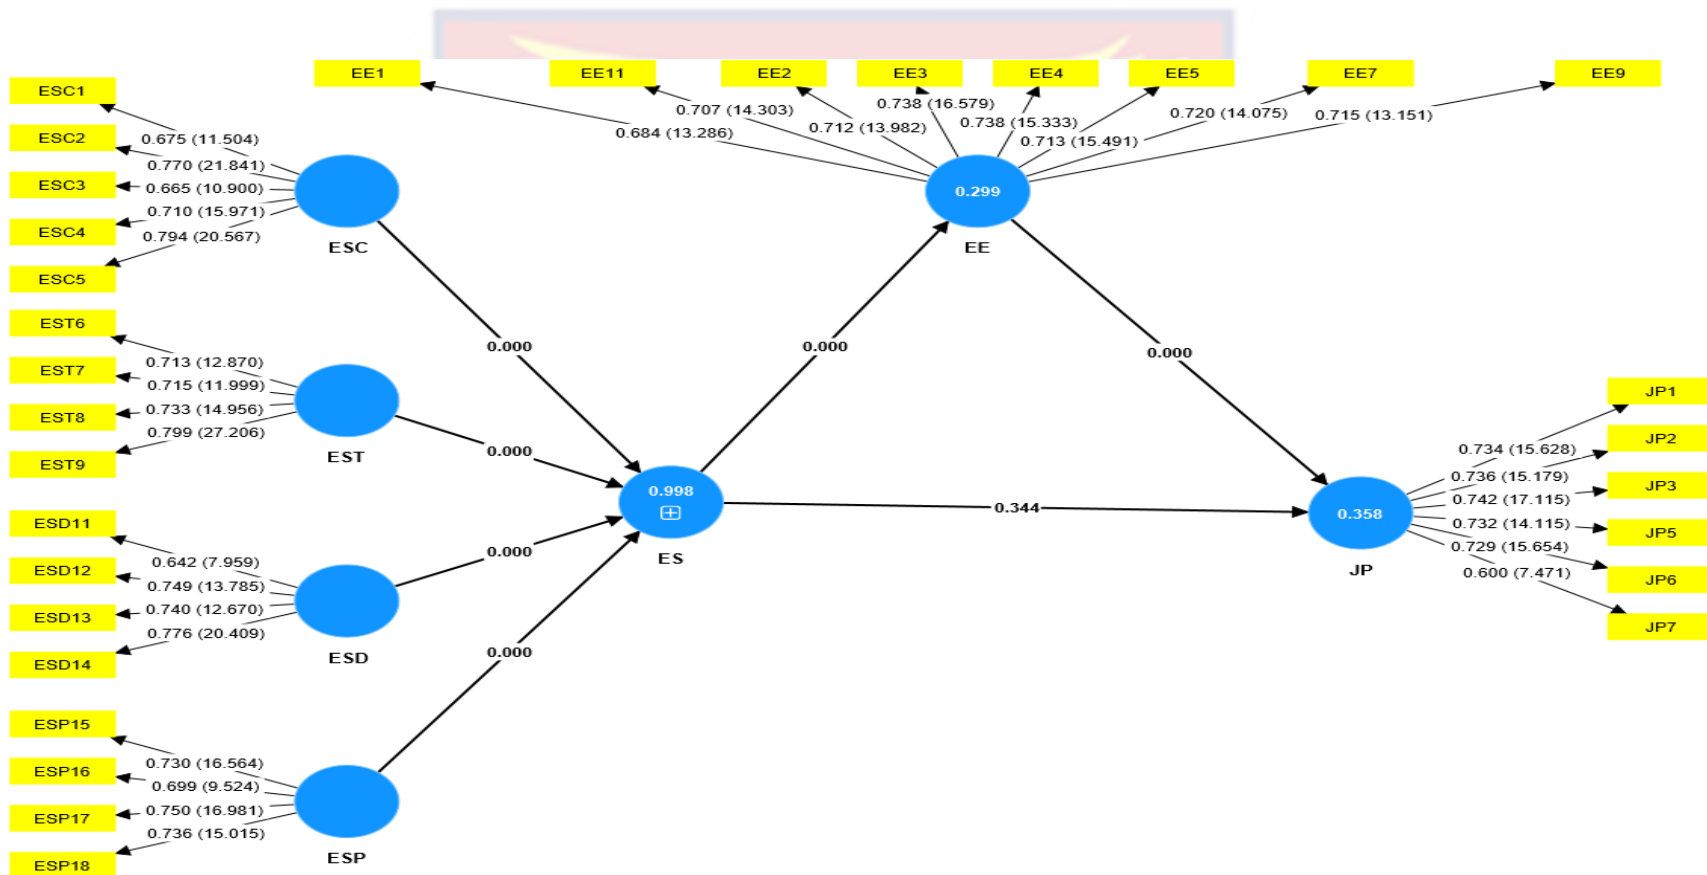 EE1
EE11
EE2
EE3
EE4
EE5
EE7
EE9
0.684 (13.286)
0.707 (14.303)
0.712 (13.982)
0.738 (16.579)
0.738 (15.333)
0.713 (15.491)
0.720 (14.075)
0.715 (13.151)
0.299
EE
ESC1
ESC2
ESC3
ESC4
ESC5
0.675 (11.504)
0.770 (21.841)
0.665 (10.900)
0.710 (15.971)
0.794 (20.567)
ESC
0.000
0.000
0.000
EST6
EST7
EST8
EST9
0.713 (12.870)
0.715 (11.999)
0.733 (14.956)
0.799 (27.206)
EST
0.000
0.998
ES
0.344
0.358
JP
0.734 (15.628)
0.736 (15.179)
0.742 (17.115)
0.732 (14.115)
0.729 (15.654)
0.600 (7.471)
JP1
JP2
JP3
JP5
JP6
JP7
ESD11
ESD12
ESD13
ESD14
0.642 (7.959)
0.749 (13.785)
0.740 (12.670)
0.776 (20.409)
ESD
0.000
0.000
ESP15
ESP16
ESP17
ESP18
0.730 (16.564)
0.699 (9.524)
0.750 (16.981)
0.736 (15.015)
ESP